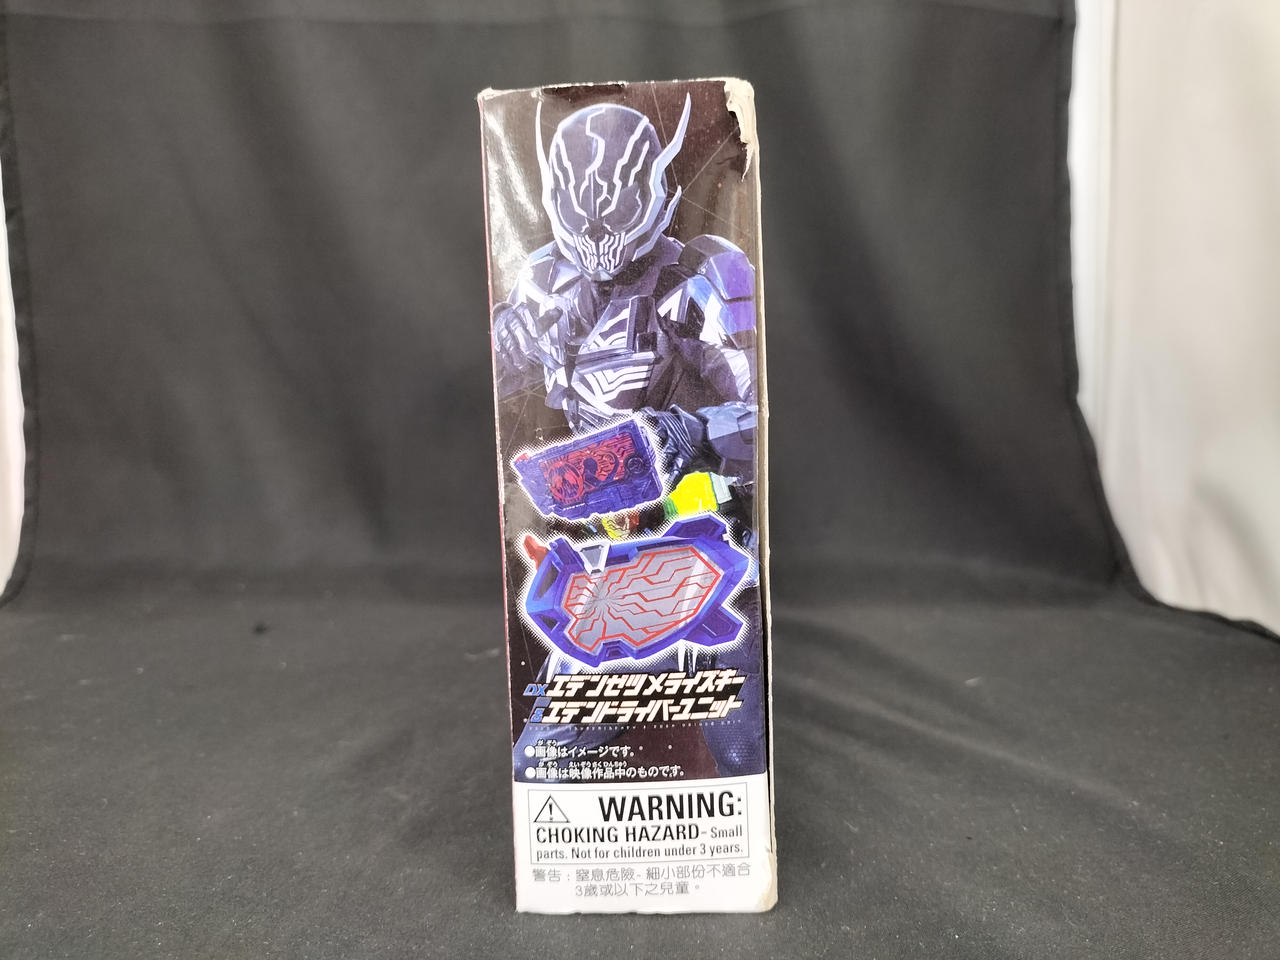 DXエデンゼツメライズキー
&エデンドライバーユニット
●画像はイメージです。
●画像は映像作品中のものです。
WARNING:
CHOKING HAZARD- Small
parts. Not for children under 3 years.
警告：窒息危險- 細小部份不適合
3歲或以下之兒童。